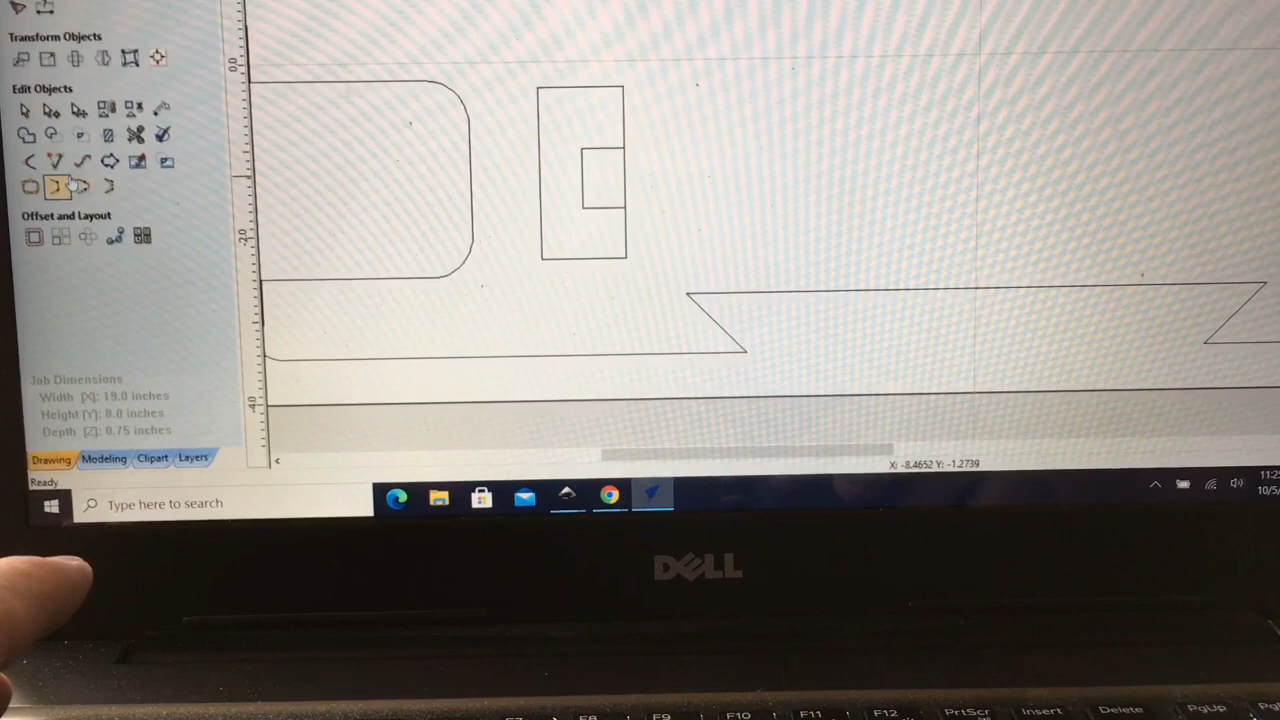 Transform Objects
0.0
Edit Objects
-2.0
Offset and Layout
Job Dimensions
Width (X): 19.0 inches
Height (Y): 8.0 inches
Depth (Z): 0.75 inches
-4.0
Drawing Modeling Clipart Layers
X: -8.4652 Y: -1.2739
Ready
Type here to search
10/5/
DELL
F8 F9 F10 F11 F12 PrtScr Insert Delete PgUp